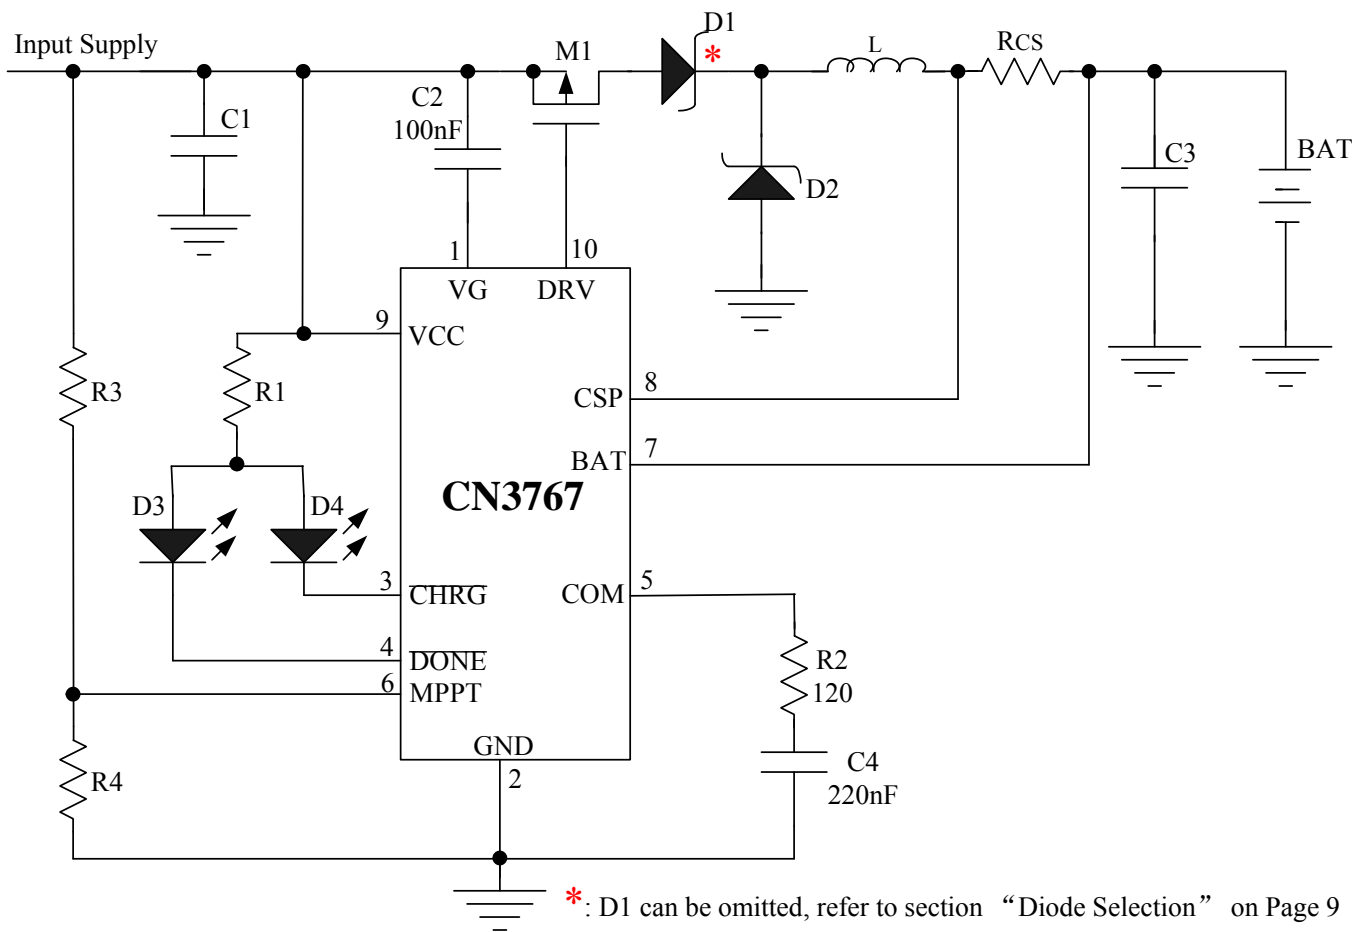 Input Supply
M1
D1
*
L
RCS
C1
C2
100nF
D2
C3
BAT
1
10
VG
DRV
9
VCC
R3
R1
8
CSP
7
BAT
CN3767
D3
D4
3
CHRG
5
COM
4
DONE
6
MPPT
R2
120
GND
2
R4
C4
220nF
*: D1 can be omitted, refer to section “Diode Selection” on Page 9